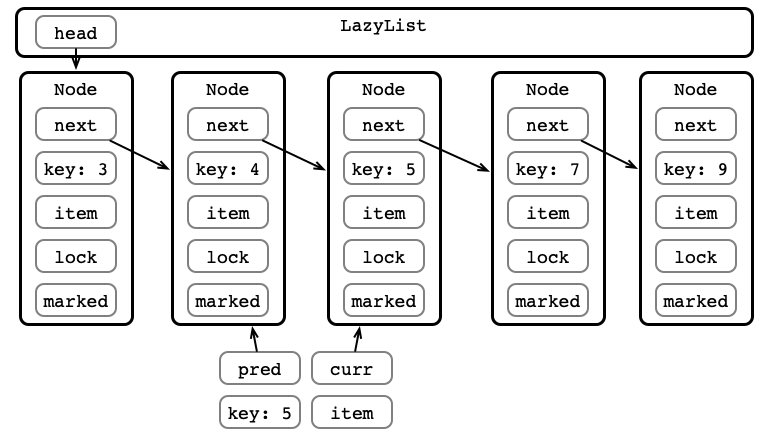 LazyList
head
Node
next
key: 3
item
lock
marked
Node
next
key: 4
item
lock
marked
Node
next
key: 5
item
lock
marked
Node
next
key: 7
item
lock
marked
Node
next
key: 9
item
lock
marked
pred
curr
key: 5
item